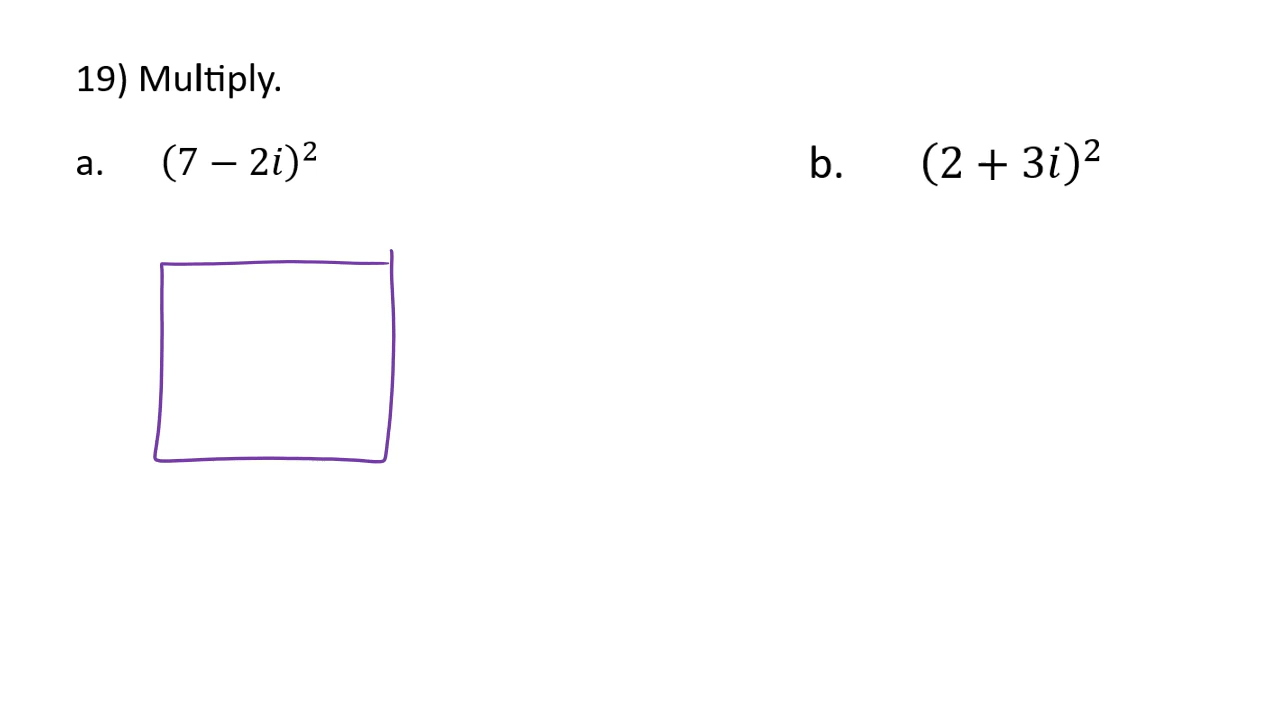 19) Multiply.
a. (7 − 2i)²
b. (2 + 3i)²